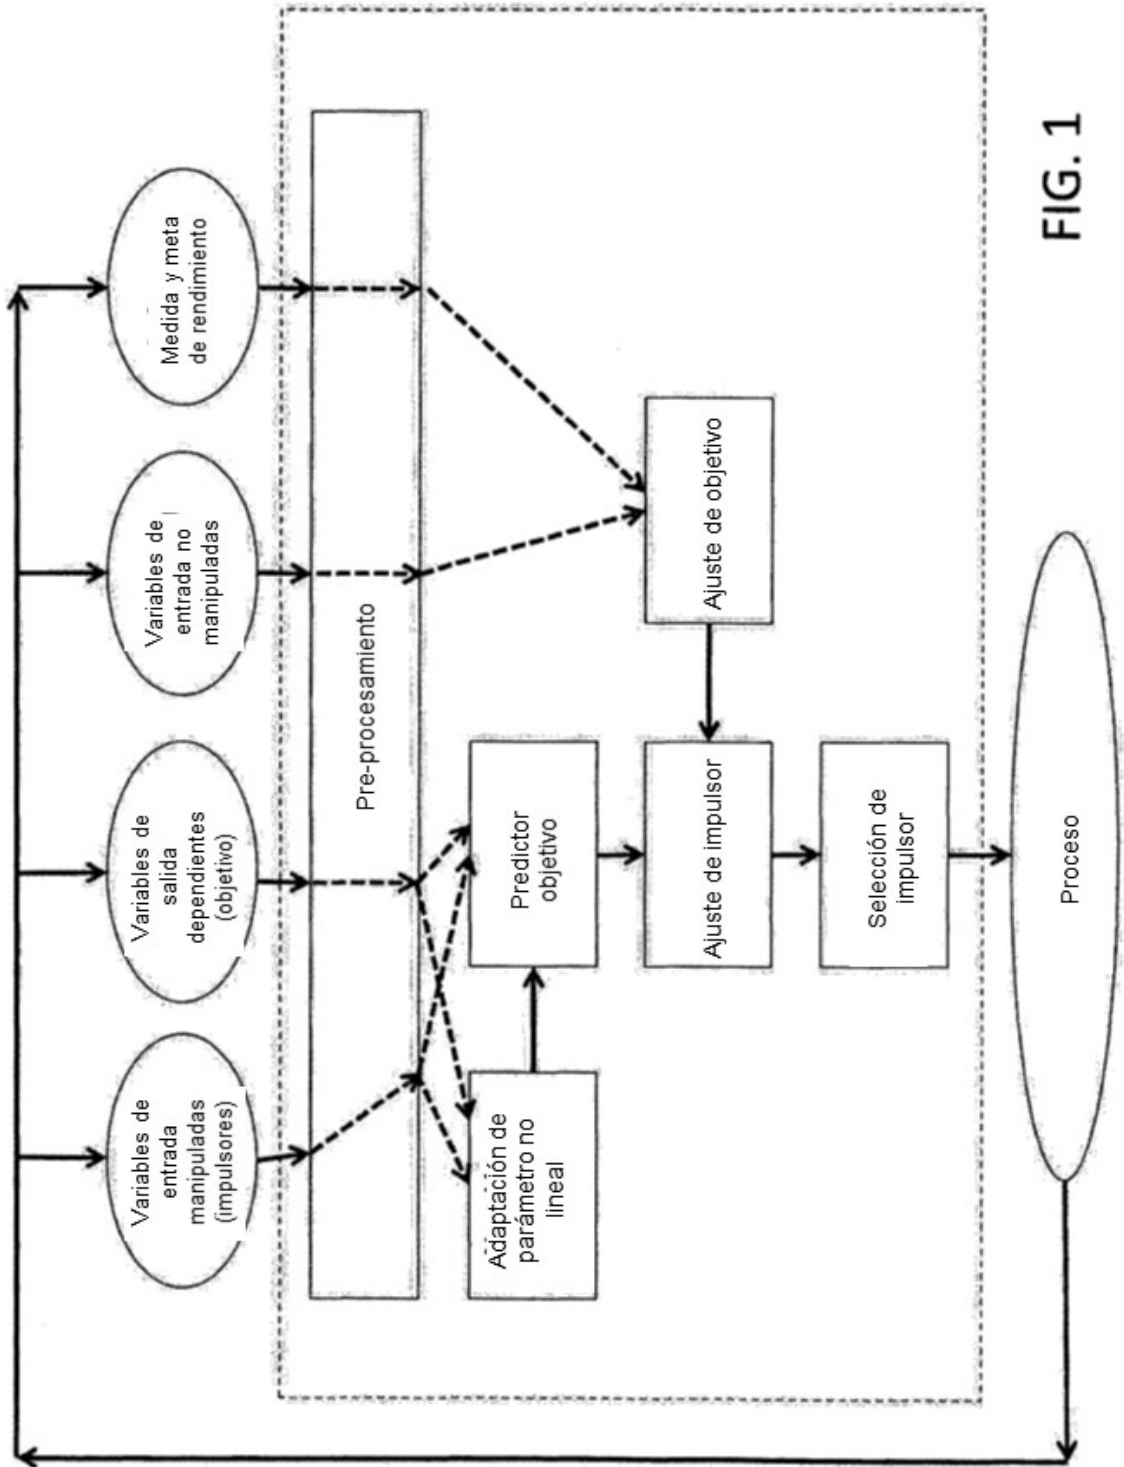 Variables de
entrada
manipuladas
(impulsores)
Variables de
salida
dependientes
(objetivo)
Variables de
entrada no
manipuladas
Medida y meta
de rendimiento
Pre-procesamiento
Adaptación de
parámetro no
lineal
Predictor
objetivo
Ajuste de impulsor
Ajuste de objetivo
Selección de
impulsor
Proceso
FIG. 1